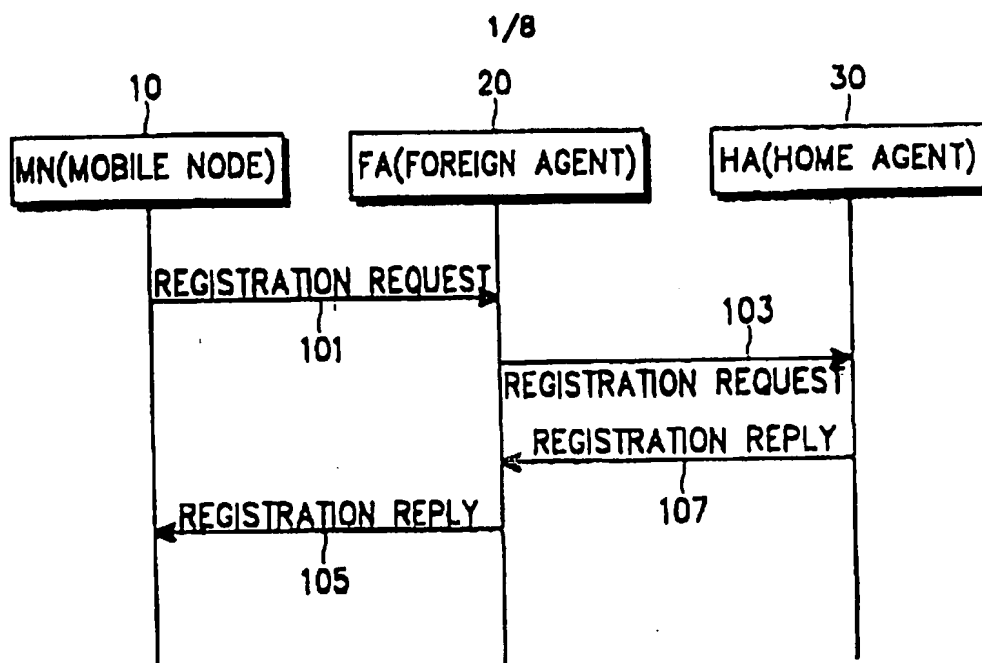 1/8
10
20
30
MN(MOBILE NODE)
FA(FOREIGN AGENT)
HA(HOME AGENT)
REGISTRATION REQUEST
101
103
REGISTRATION REQUEST
REGISTRATION REPLY
107
REGISTRATION REPLY
105